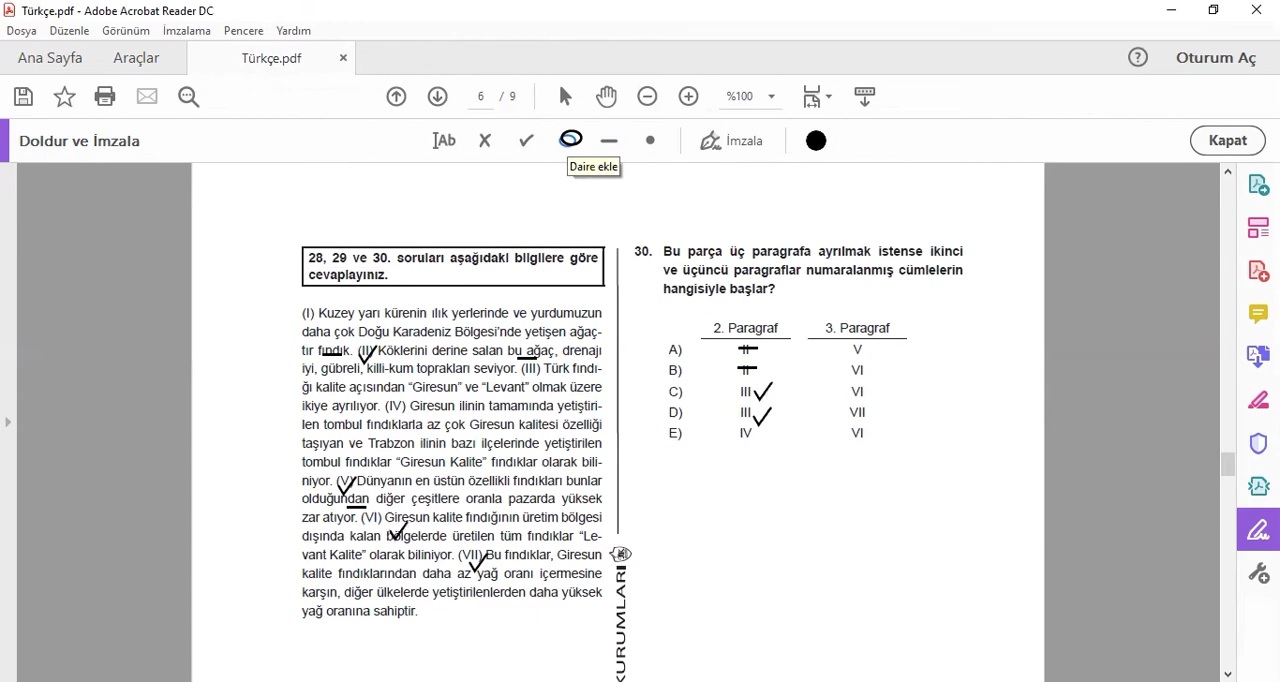 Türkçe.pdf - Adobe Acrobat Reader DC
Dosya Düzenle Görünüm İmzalama Pencere Yardım
Ana Sayfa Araçlar Türkçe.pdf × ? Oturum Aç
6 / 9 %100
Doldur ve İmzala Ab İmzala Kapat
Daire ekle
28, 29 ve 30. soruları aşağıdaki bilgilere göre
cevaplayınız.
(I) Kuzey yarı kürenin ılık yerlerinde ve yurdumuzun
daha çok Doğu Karadeniz Bölgesi'nde yetişen ağaç-
tır fındık. (II) Köklerini derine salan bu ağaç, drenajı
iyi, gübreli, killi-kum toprakları seviyor. (III) Türk fındı-
ğı kalite açısından “Giresun” ve “Levant” olmak üzere
ikiye ayrılıyor. (IV) Giresun ilinin tamamında yetiştiri-
len tombul fındıklarla az çok Giresun kalitesi özelliği
taşıyan ve Trabzon ilinin bazı ilçelerinde yetiştirilen
tombul fındıklar “Giresun Kalite” fındıklar olarak bili-
niyor. (V) Dünyanın en üstün özellikli fındıkları bunlar
olduğundan diğer çeşitlere oranla pazarda yüksek
zar atıyor. (VI) Giresun kalite fındığının üretim bölgesi
dışında kalan bölgelerde üretilen tüm fındıklar “Le-
vant Kalite” olarak biliniyor. (VII) Bu fındıklar, Giresun
kalite fındıklarından daha az yağ oranı içermesine
karşın, diğer ülkelerde yetiştirilenlerden daha yüksek
yağ oranına sahiptir.
KURUMLARI
30. Bu parça üç paragrafa ayrılmak istense ikinci
ve üçüncü paragraflar numaralanmış cümlelerin
hangisiyle başlar?
2. Paragraf 3. Paragraf
A) II V
B) II VI
C) III VI
D) III VII
E) IV VI